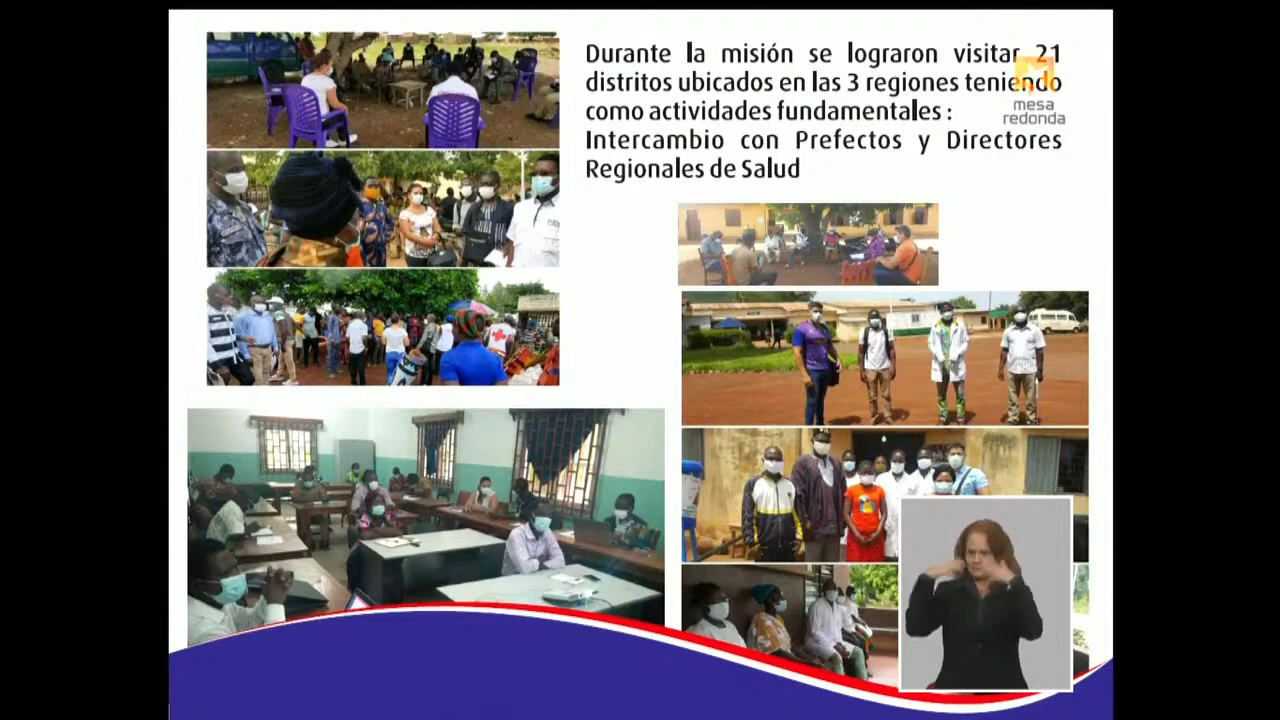 Durante la misión se lograron visitar 21
distritos ubicados en las 3 regiones teniendo
como actividades fundamentales :
Intercambio con Prefectos y Directores
Regionales de Salud
mesa
redonda